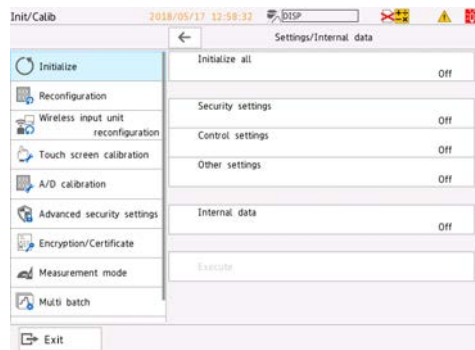 Init/Calib 2018/05/17 12:58:32 DISP
Settings/Internal data
Initialize
Reconfiguration
Wireless input unit
reconfiguration
Touch screen calibration
A/D calibration
Advanced security settings
Encryption/Certificate
Measurement mode
Multi batch
Exit
Initialize all
Off
Security settings
Off
Control settings
Off
Other settings
Off
Internal data
Off
Execute